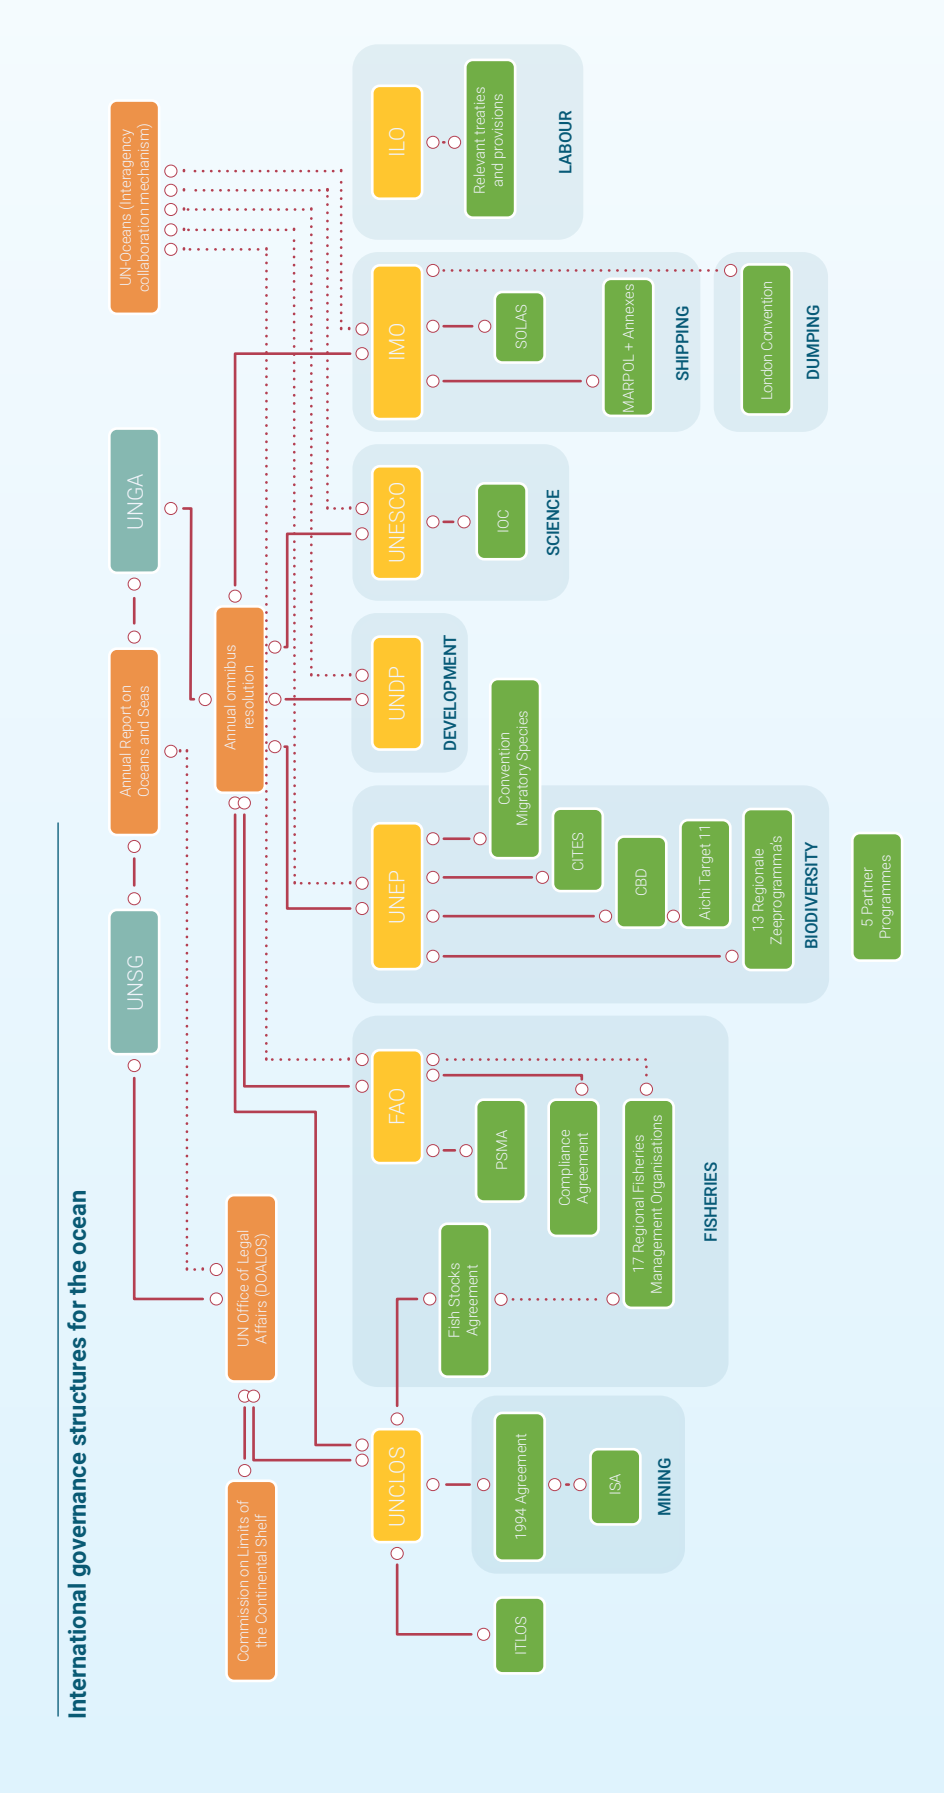 International governance structures for the ocean
UNSG
Annual Report on
Oceans and Seas
UNGA
UN-Oceans (Interagency
collaboration mechanism)
Commission on Limits of
the Continental Shelf
UN Office of Legal
Affairs (DOALOS)
Annual omnibus
resolution
UNCLOS
FAO
UNEP
UNDP
UNESCO
IMO
ILO
ITLOS
1994 Agreement
ISA
MINING
Fish Stocks
Agreement
PSMA
Compliance
Agreement
17 Regional Fisheries
Management Organisations
FISHERIES
Convention
Migratory Species
CITES
CBD
Aichi Target 11
13 Regionale
Zeeprogramma's
BIODIVERSITY
5 Partner
Programmes
DEVELOPMENT
IOC
SCIENCE
SOLAS
MARPOL + Annexes
SHIPPING
London Convention
DUMPING
Relevant treaties
and provisions
LABOUR